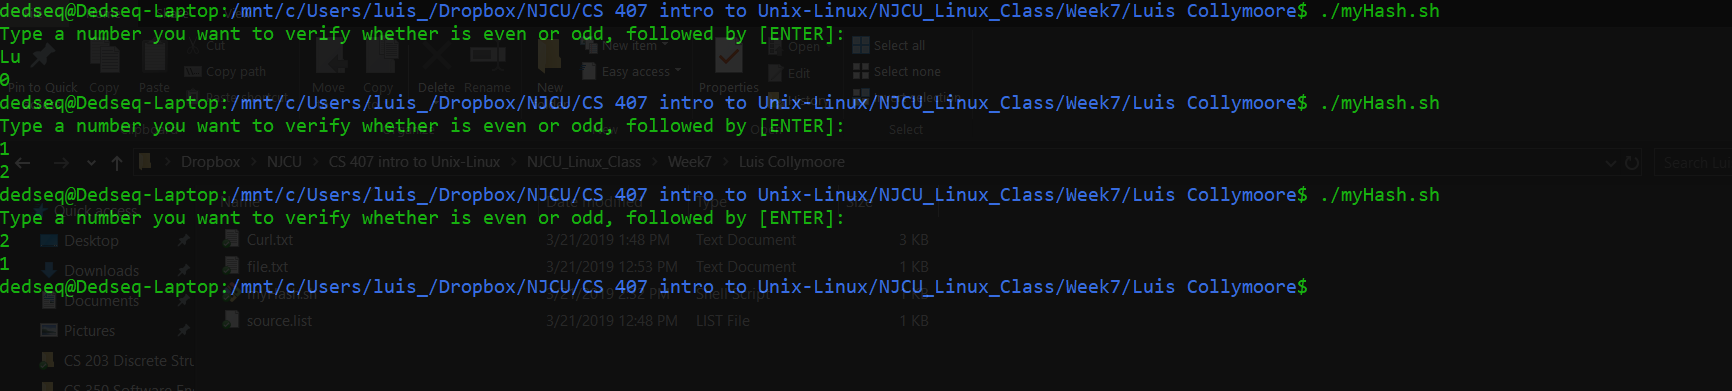 dedseq@Dedseq-Laptop:/mnt/c/Users/luis_/Dropbox/NJCU/CS 407 intro to Unix-Linux/NJCU_Linux_Class/Week7/Luis Collymoore$ ./myHash.sh
Type a number you want to verify whether is even or odd, followed by [ENTER]:
Lu
0
dedseq@Dedseq-Laptop:/mnt/c/Users/luis_/Dropbox/NJCU/CS 407 intro to Unix-Linux/NJCU_Linux_Class/Week7/Luis Collymoore$ ./myHash.sh
Type a number you want to verify whether is even or odd, followed by [ENTER]:
1
2
dedseq@Dedseq-Laptop:/mnt/c/Users/luis_/Dropbox/NJCU/CS 407 intro to Unix-Linux/NJCU_Linux_Class/Week7/Luis Collymoore$ ./myHash.sh
Type a number you want to verify whether is even or odd, followed by [ENTER]:
2
1
dedseq@Dedseq-Laptop:/mnt/c/Users/luis_/Dropbox/NJCU/CS 407 intro to Unix-Linux/NJCU_Linux_Class/Week7/Luis Collymoore$
Cut
New item
Open
Select all
Copy path
Easy access
Edit
Select none
Pin to Quick
Copy
Paste
Paste shortcut
Move
Copy
Delete
Rename
New
Properties
Select
Dropbox
NJCU
CS 407 intro to Unix-Linux
NJCU_Linux_Class
Week7
Luis Collymoore
Search Lu
Quick access
Name
Date modified
Type
Size
Desktop
Curl.txt
3/21/2019 1:48 PM
Text Document
3 KB
Downloads
file.txt
3/21/2019 12:53 PM
Text Document
1 KB
Documents
myHash.sh
Shell Script
1 KB
Pictures
source.list
3/21/2019 12:48 PM
LIST File
1 KB
CS 203 Discrete Stru